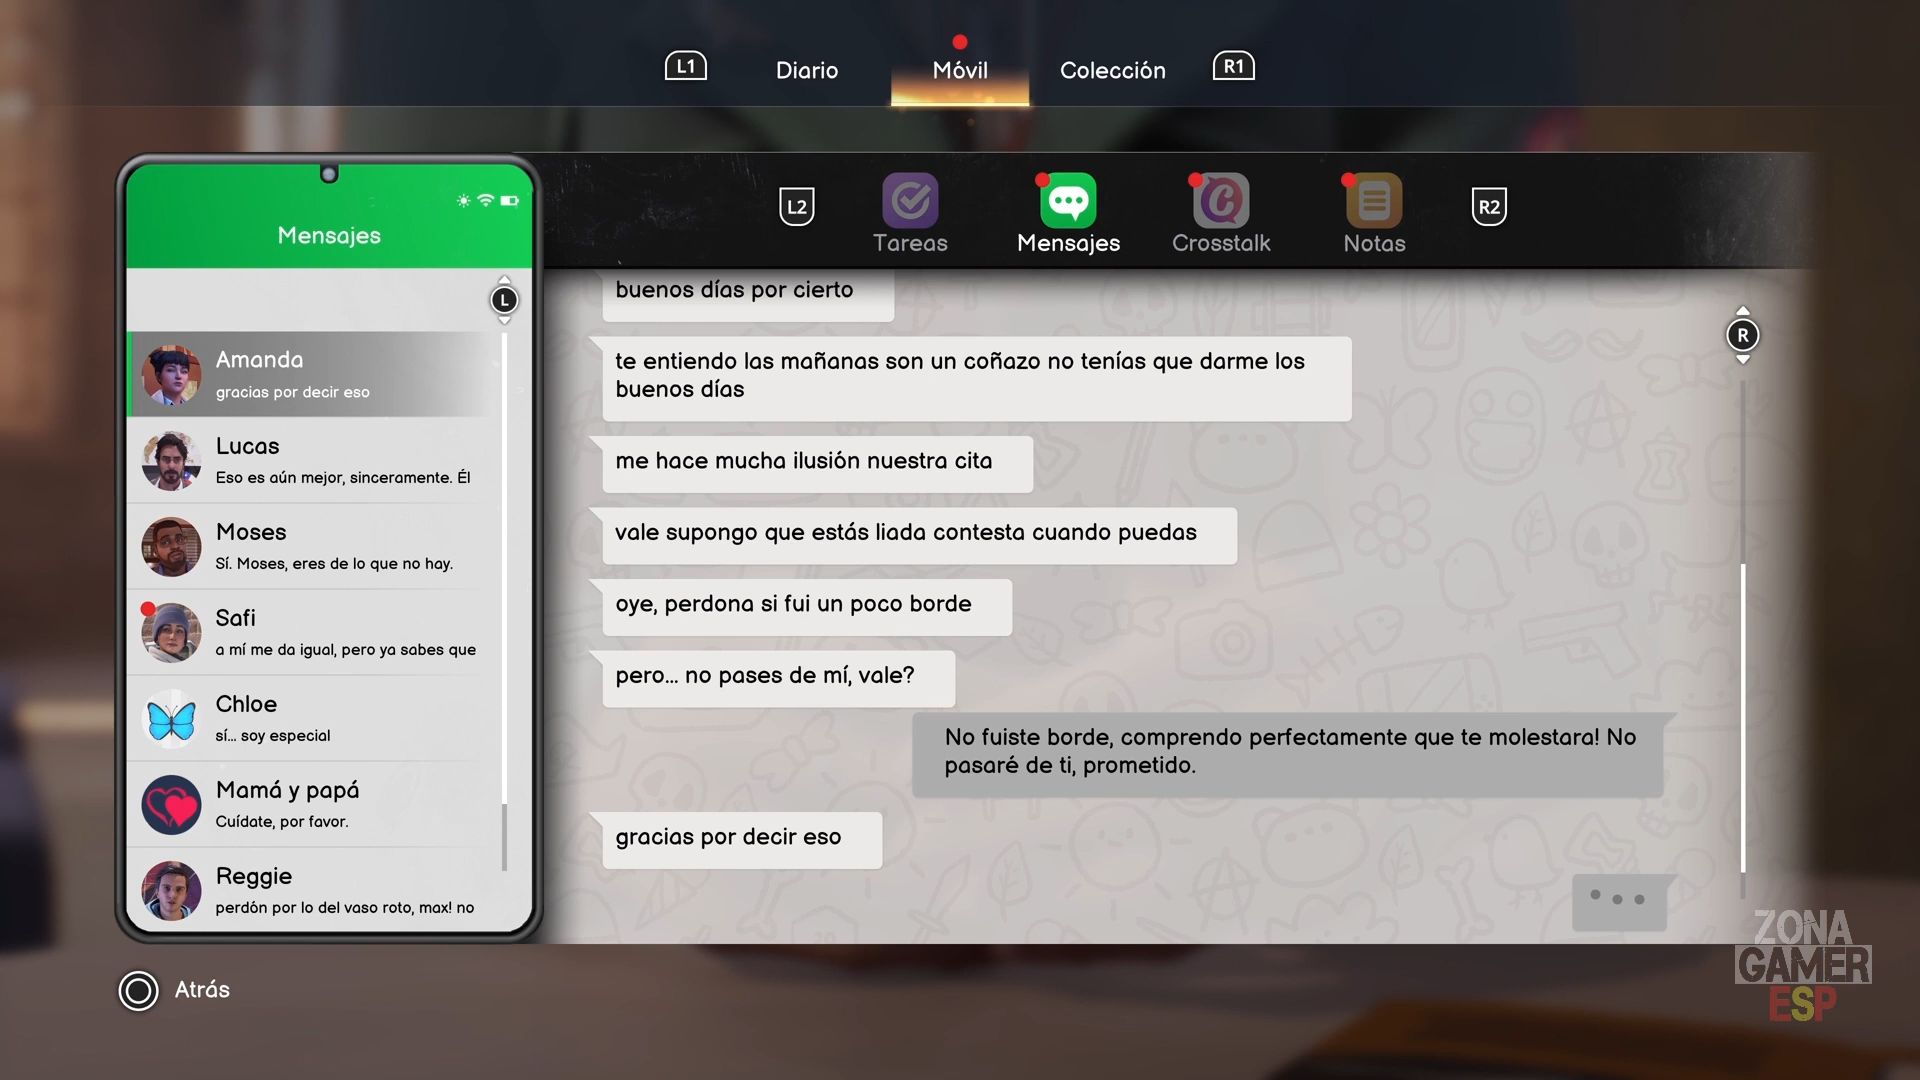 L1
Diario
Móvil
Colección
R1
Mensajes
L
Amanda
gracias por decir eso
Lucas
Eso es aún mejor, sinceramente. Él
Moses
Sí. Moses, eres de lo que no hay.
Safi
a mí me da igual, pero ya sabes que
Chloe
sí... soy especial
Mamá y papá
Cuídate, por favor.
Reggie
perdón por lo del vaso roto, max! no
L2
Tareas
Mensajes
Crosstalk
Notas
R2
buenos días por cierto
te entiendo las mañanas son un coñazo no tenías que darme los
buenos días
me hace mucha ilusión nuestra cita
vale supongo que estás liada contesta cuando puedas
oye, perdona si fui un poco borde
pero... no pases de mí, vale?
No fuiste borde, comprendo perfectamente que te molestara! No
pasaré de ti, prometido.
gracias por decir eso
R
Atrás
ZONA
GAMER
ESP